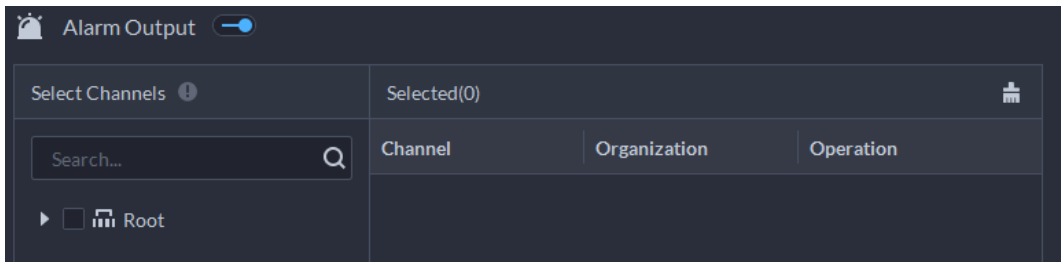 Alarm Output
Select Channels
Selected(0)
Search...
Channel Organization Operation
Root